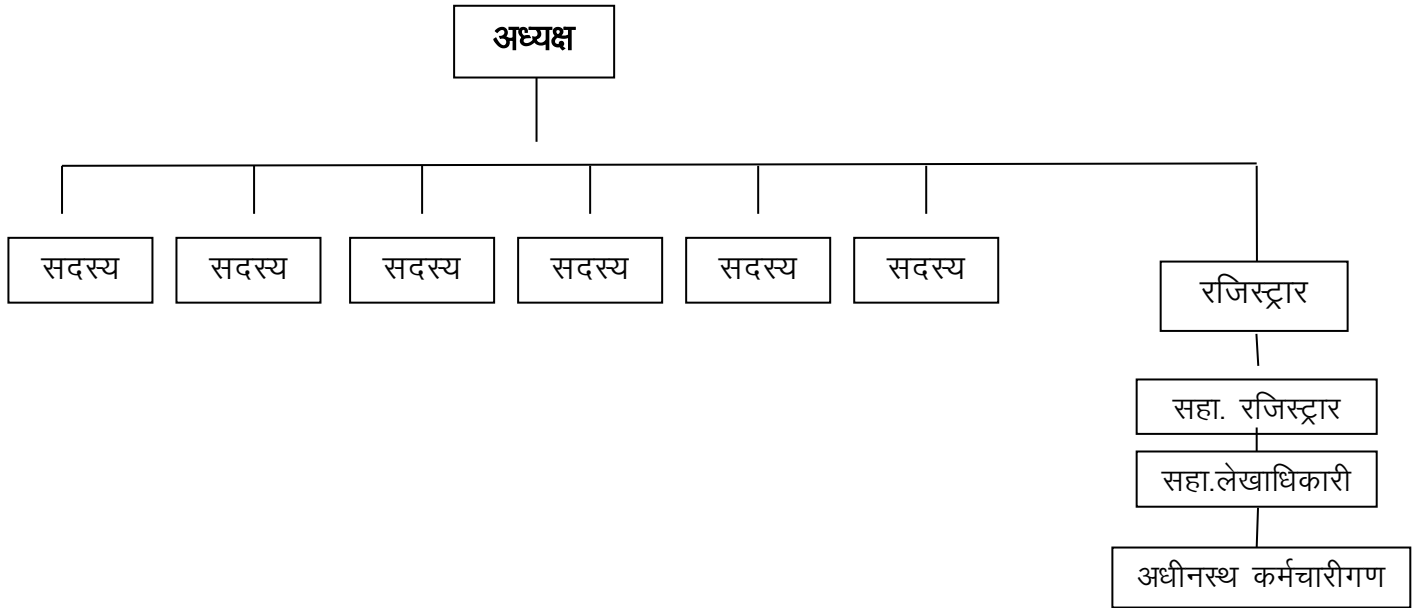 अध्यक्ष
सदस्य सदस्य सदस्य सदस्य सदस्य सदस्य
रजिस्ट्रार
सहा. रजिस्ट्रार
सहा.लेखाधिकारी
अधीनस्थ कर्मचारीगण